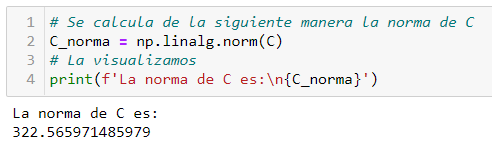 1 # Se calcula de la siguiente manera la norma de C
2 C_norma = np.linalg.norm(C)
3 # La visualizamos
4 print(f'La norma de C es:\n{C_norma}')
La norma de C es:
322.565971485979